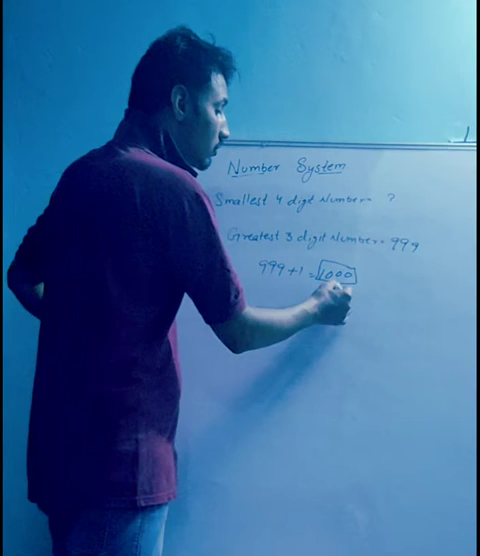 Number System
Smallest 4 digit Number = ?
Greatest 3 digit Number = 999
999 + 1 = 1000